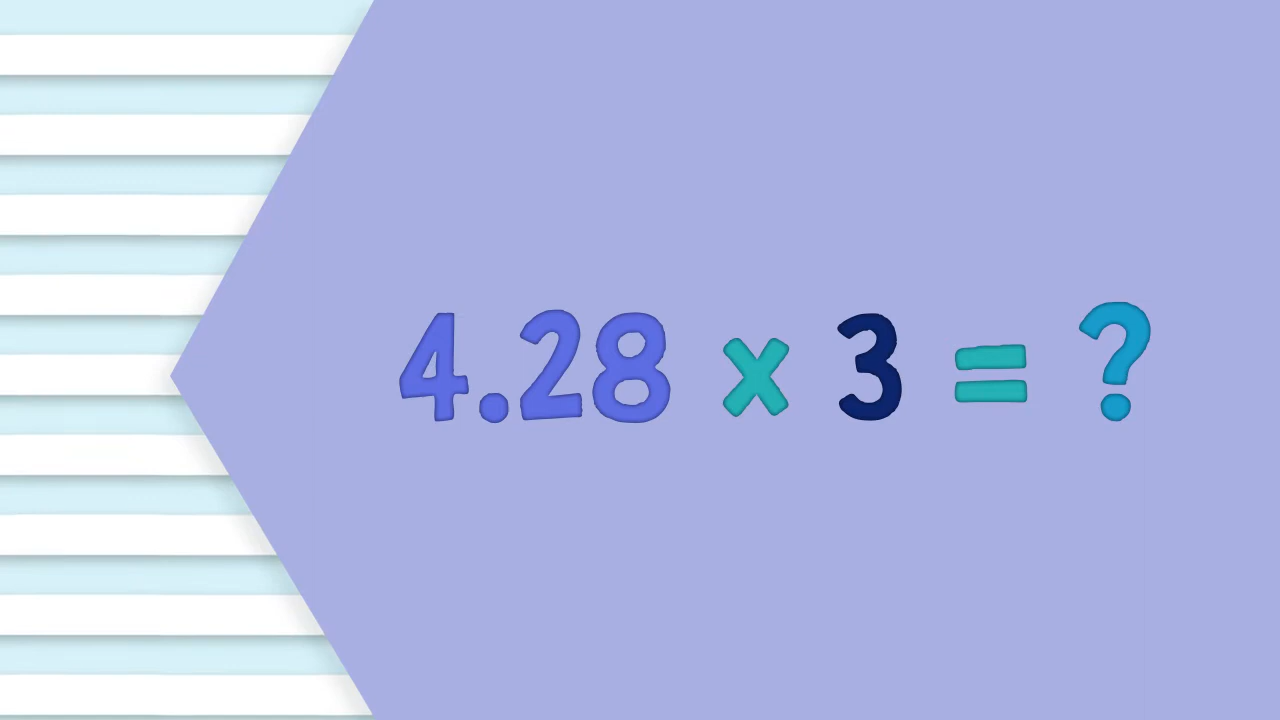 4.28 x 3 = ?